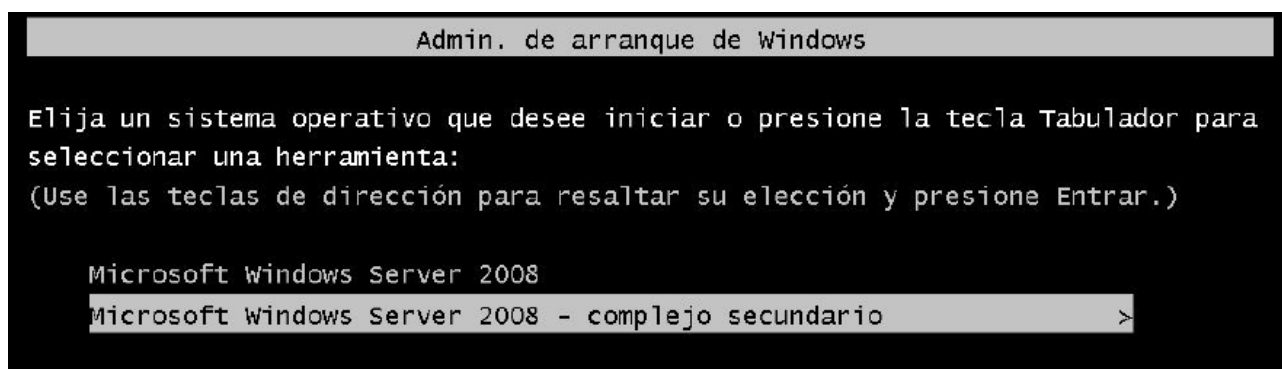 Admin. de arranque de Windows
Elija un sistema operativo que desee iniciar o presione la tecla Tabulador para
seleccionar una herramienta:
(Use las teclas de dirección para resaltar su elección y presione Entrar.)
Microsoft Windows Server 2008
Microsoft Windows Server 2008 - complejo secundario >